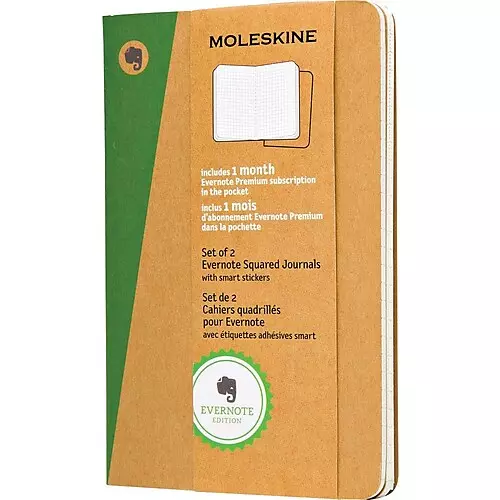 MOLESKINE
includes 1 month
Evernote Premium subscription
in the pocket
inclus 1 mois
d'abonnement Evernote Premium
dans la pochette
Set of 2
Evernote Squared Journals
with smart stickers
Set de 2
Cahiers quadrillés
pour Evernote
avec étiquettes adhésives smart
EVERNOTE
EDITION